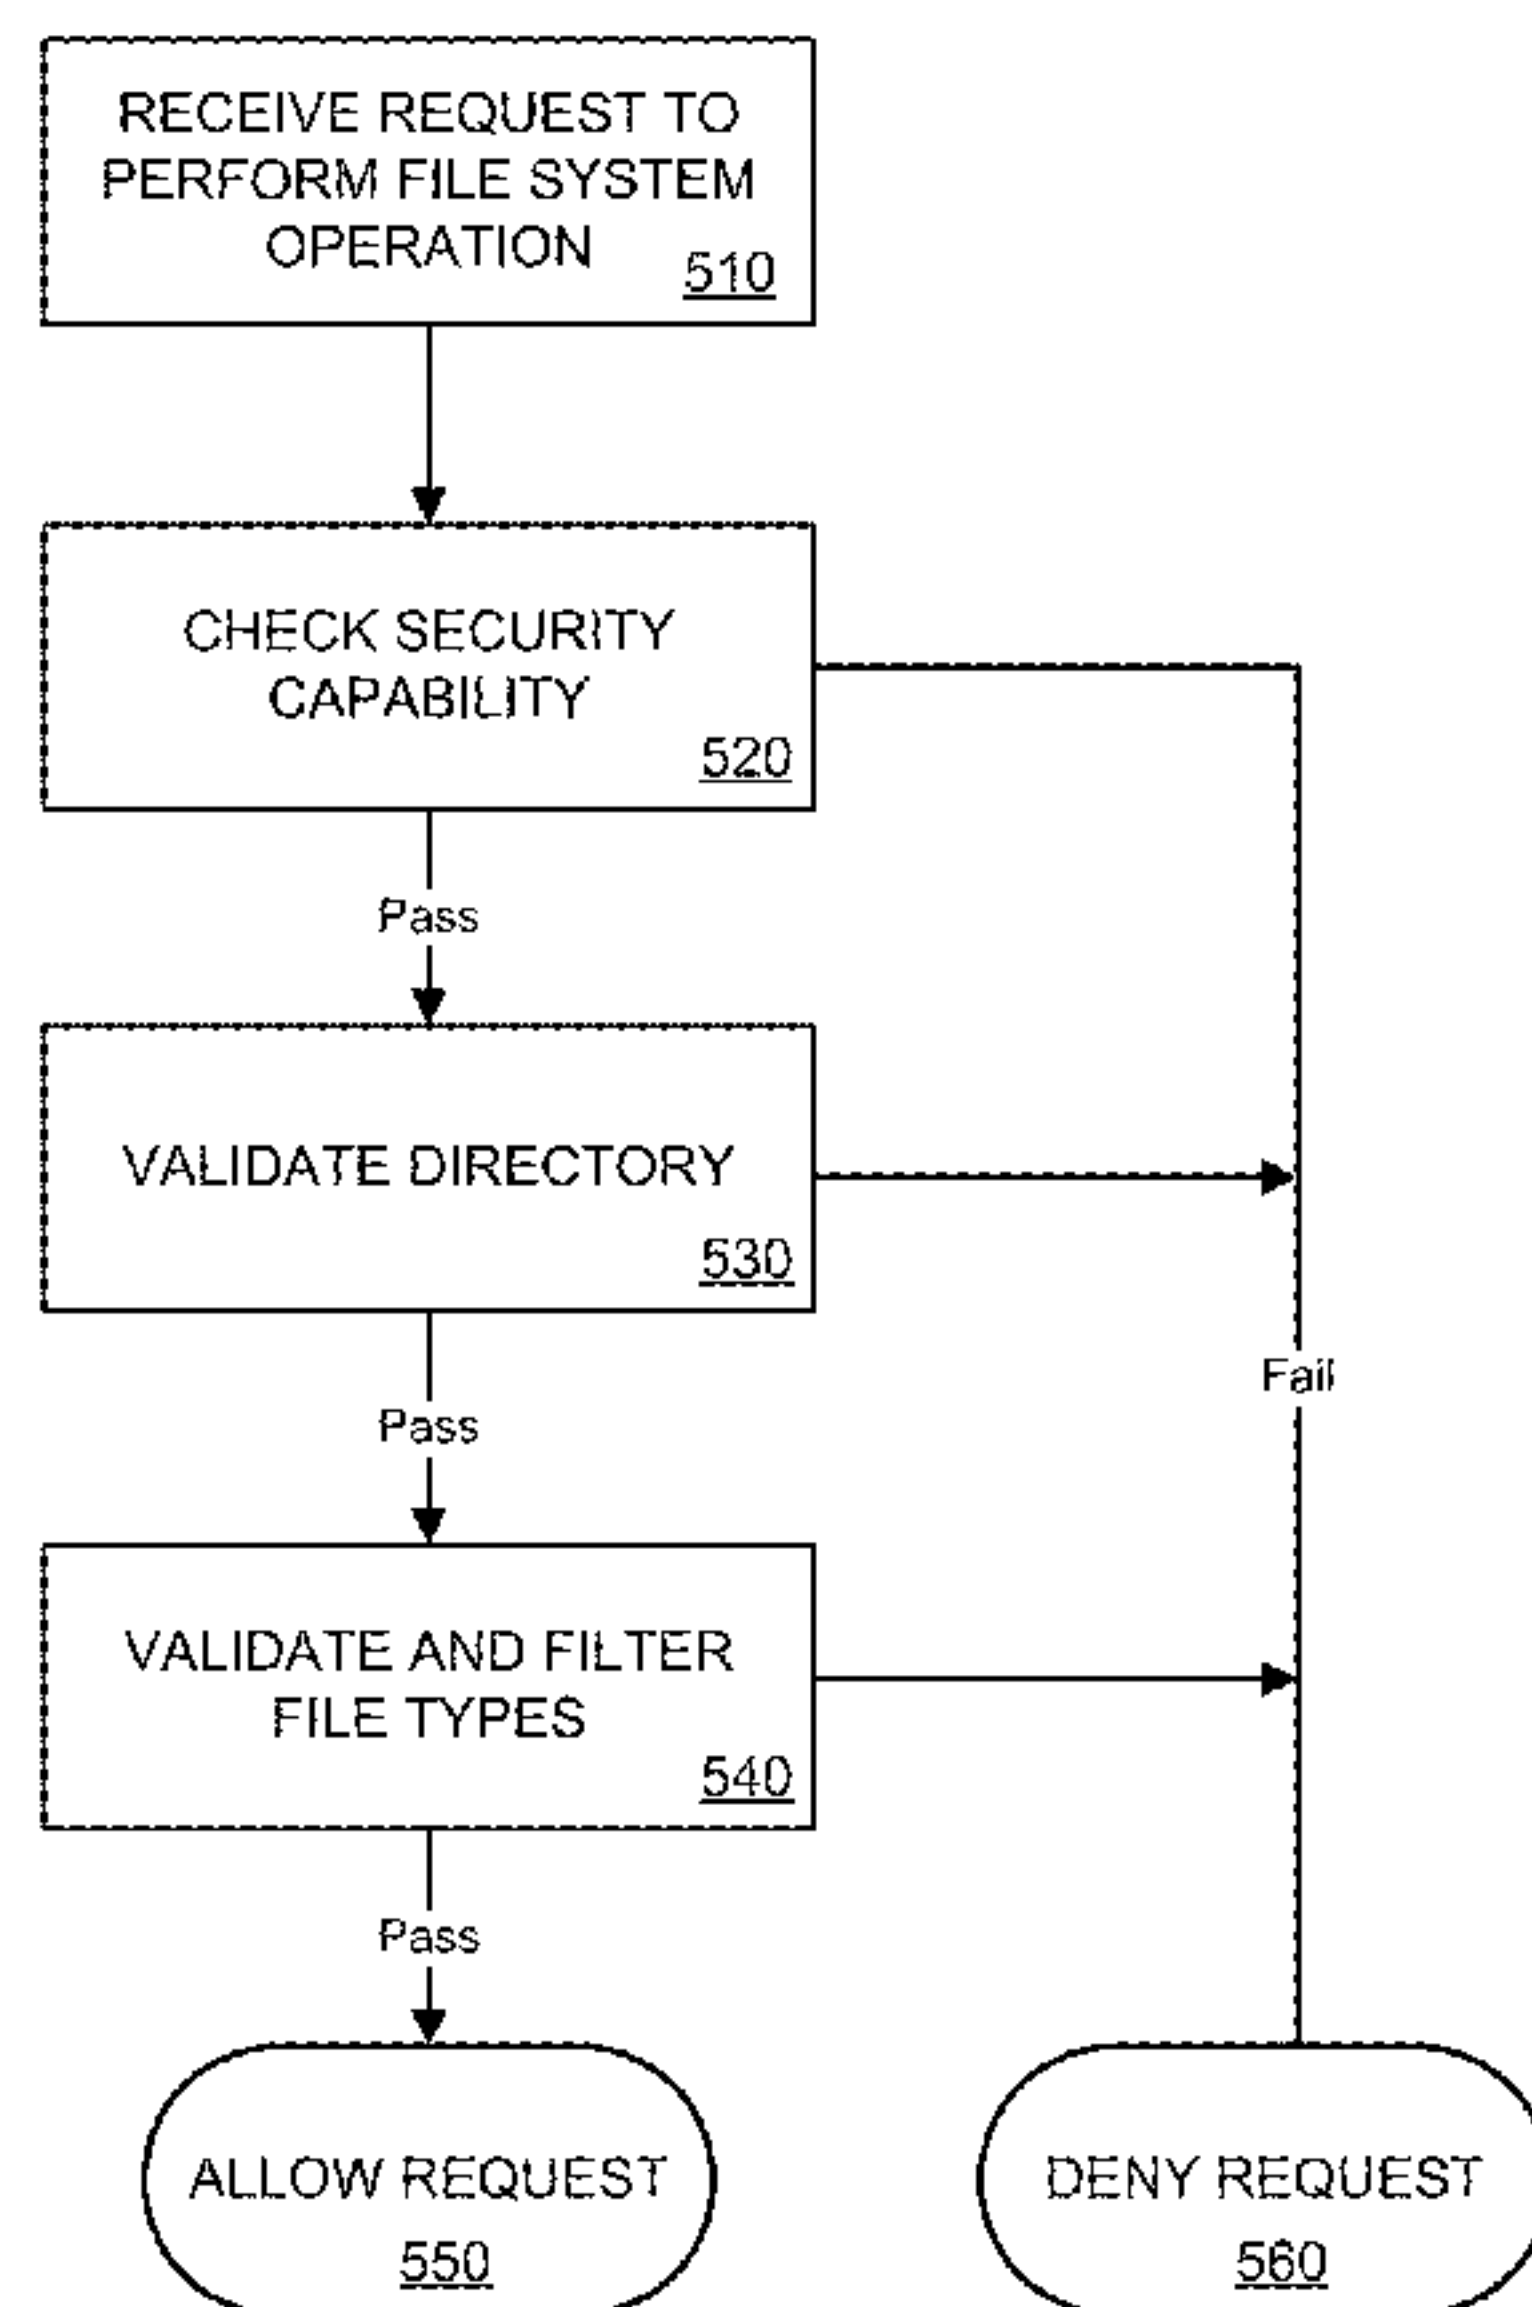 RECEIVE REQUEST TO
PERFORM FILE SYSTEM
OPERATION
510
CHECK SECURITY
CAPABILITY
520
Pass
VALIDATE DIRECTORY
530
Fail
Pass
VALIDATE AND FILTER
FILE TYPES
540
Pass
ALLOW REQUEST
550
DENY REQUEST
560